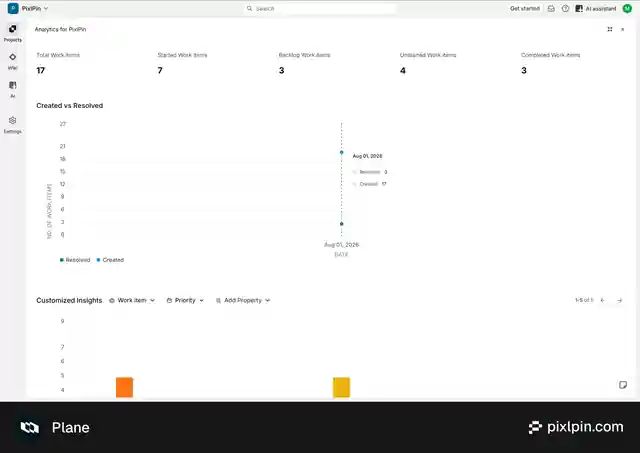 P PixlPin
Search
Get started
AI assistant
M
Projects
Wiki
AI
Settings
Analytics for PixlPin
Total Work items
17
Started Work items
7
Backlog Work items
3
Unstarted Work items
4
Completed Work items
3
Created vs Resolved
27
21
18
15
12
9
6
3
0
NO. OF WORK ITEMS
Aug 01, 2026
Resolved 3
Created 17
Aug 01, 2026
DATE
Resolved Created
Customized Insights
Work item
Priority
Add Property
1-5 of 5
9
7
6
5
4
Plane
pixlpin.com